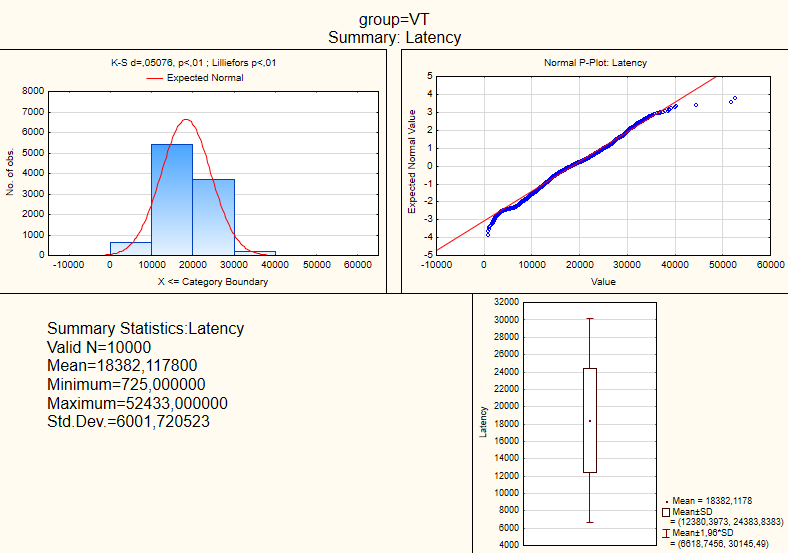 group=VT
Summary: Latency
K-S d=,05076, p<,01 ; Lilliefors p<,01
Expected Normal
8000
7000
6000
5000
4000
3000
2000
1000
0
No. of obs.
-10000 0 10000 20000 30000 40000 50000 60000
X <= Category Boundary
Normal P-Plot: Latency
5
4
3
2
1
0
-1
-2
-3
-4
-5
Expected Normal Value
-10000 0 10000 20000 30000 40000 50000 60000
Value
Summary Statistics:Latency
Valid N=10000
Mean=18382,117800
Minimum=725,000000
Maximum=52433,000000
Std.Dev.=6001,720523
32000
30000
28000
26000
24000
22000
20000
18000
16000
14000
12000
10000
8000
6000
4000
Latency
Mean = 18382,1178
Mean±SD
= (12380,3973, 24383,8383)
Mean±1,96*SD
= (6618,7456, 30145,49)